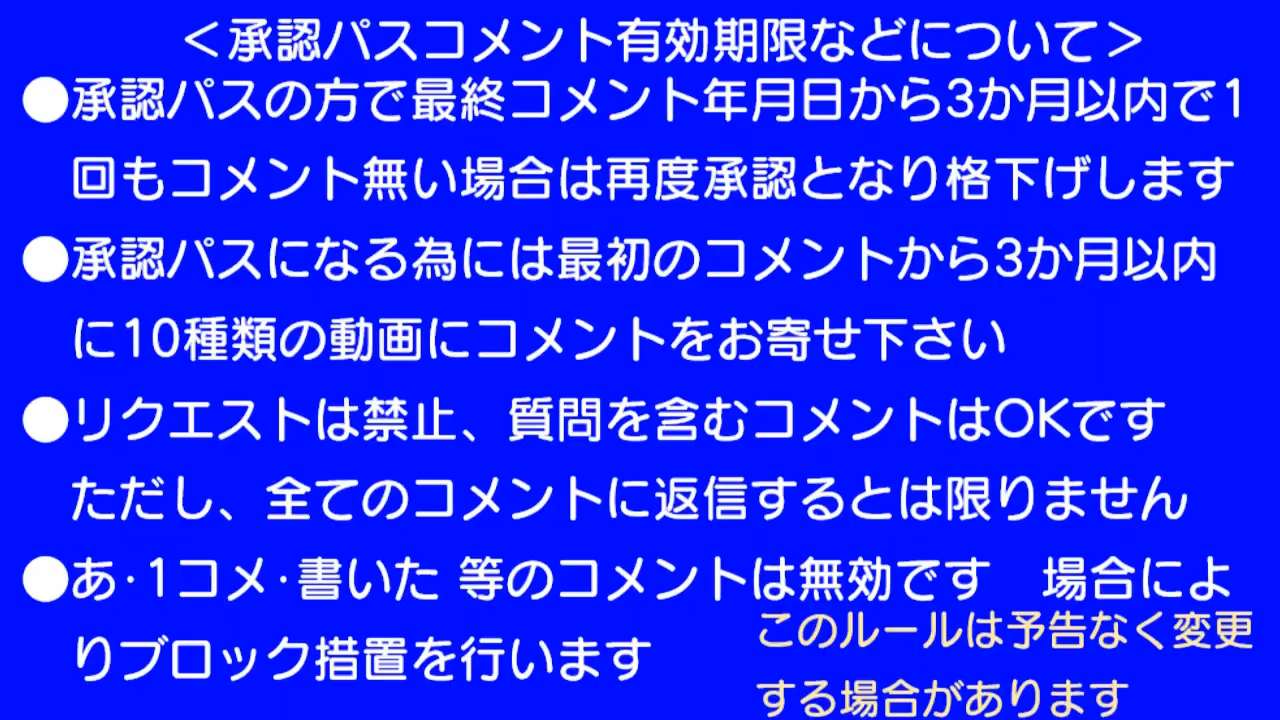 ＜承認パスコメント有効期限などについて＞
●承認パスの方で最終コメント年月日から3か月以内で1
回もコメント無い場合は再度承認となり格下げします
●承認パスになる為には最初のコメントから3か月以内
に10種類の動画にコメントをお寄せ下さい
●リクエストは禁止、質問を含むコメントはOKです
ただし、全てのコメントに返信するとは限りません
●あ･1コメ･書いた 等のコメントは無効です　場合によ
りブロック措置を行います
このルールは予告なく変更
する場合があります